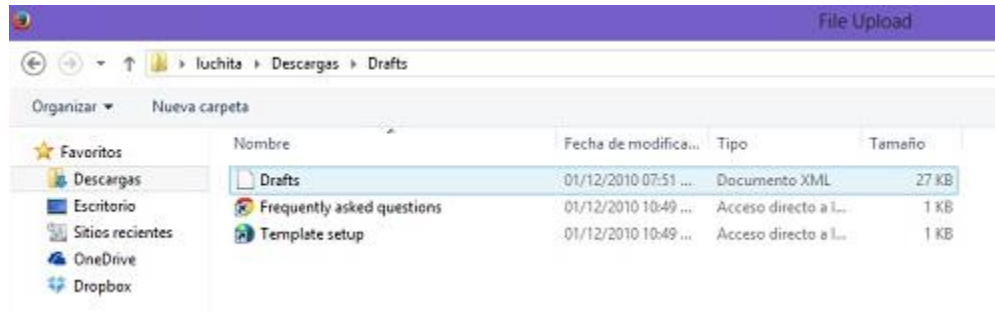 File Upload
luchita Descargas Drafts
Organizar Nueva carpeta
Nombre Fecha de modifica... Tipo Tamaño
Favoritos
Descargas
Escritorio
Sitios recientes
OneDrive
Dropbox
Drafts 01/12/2010 07:51 ... Documento XML 27 KB
Frequently asked questions 01/12/2010 10:49 ... Acceso directo a I... 1 KB
Template setup 01/12/2010 10:49 ... Acceso directo a I... 1 KB